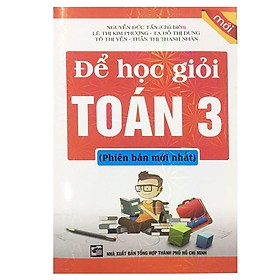 mới
NGUYỄN ĐỨC TẤN (Chủ biên)
LÊ THỊ KIM PHƯỢNG - TẠ HỒ THỊ DUNG
TÔ THỊ YẾN - THÂN THỊ THANH NHÀN
Để học giỏi
TOÁN 3
(Phiên bản mới nhất)
NHÀ XUẤT BẢN TỔNG HỢP THÀNH PHỐ HỒ CHÍ MINH